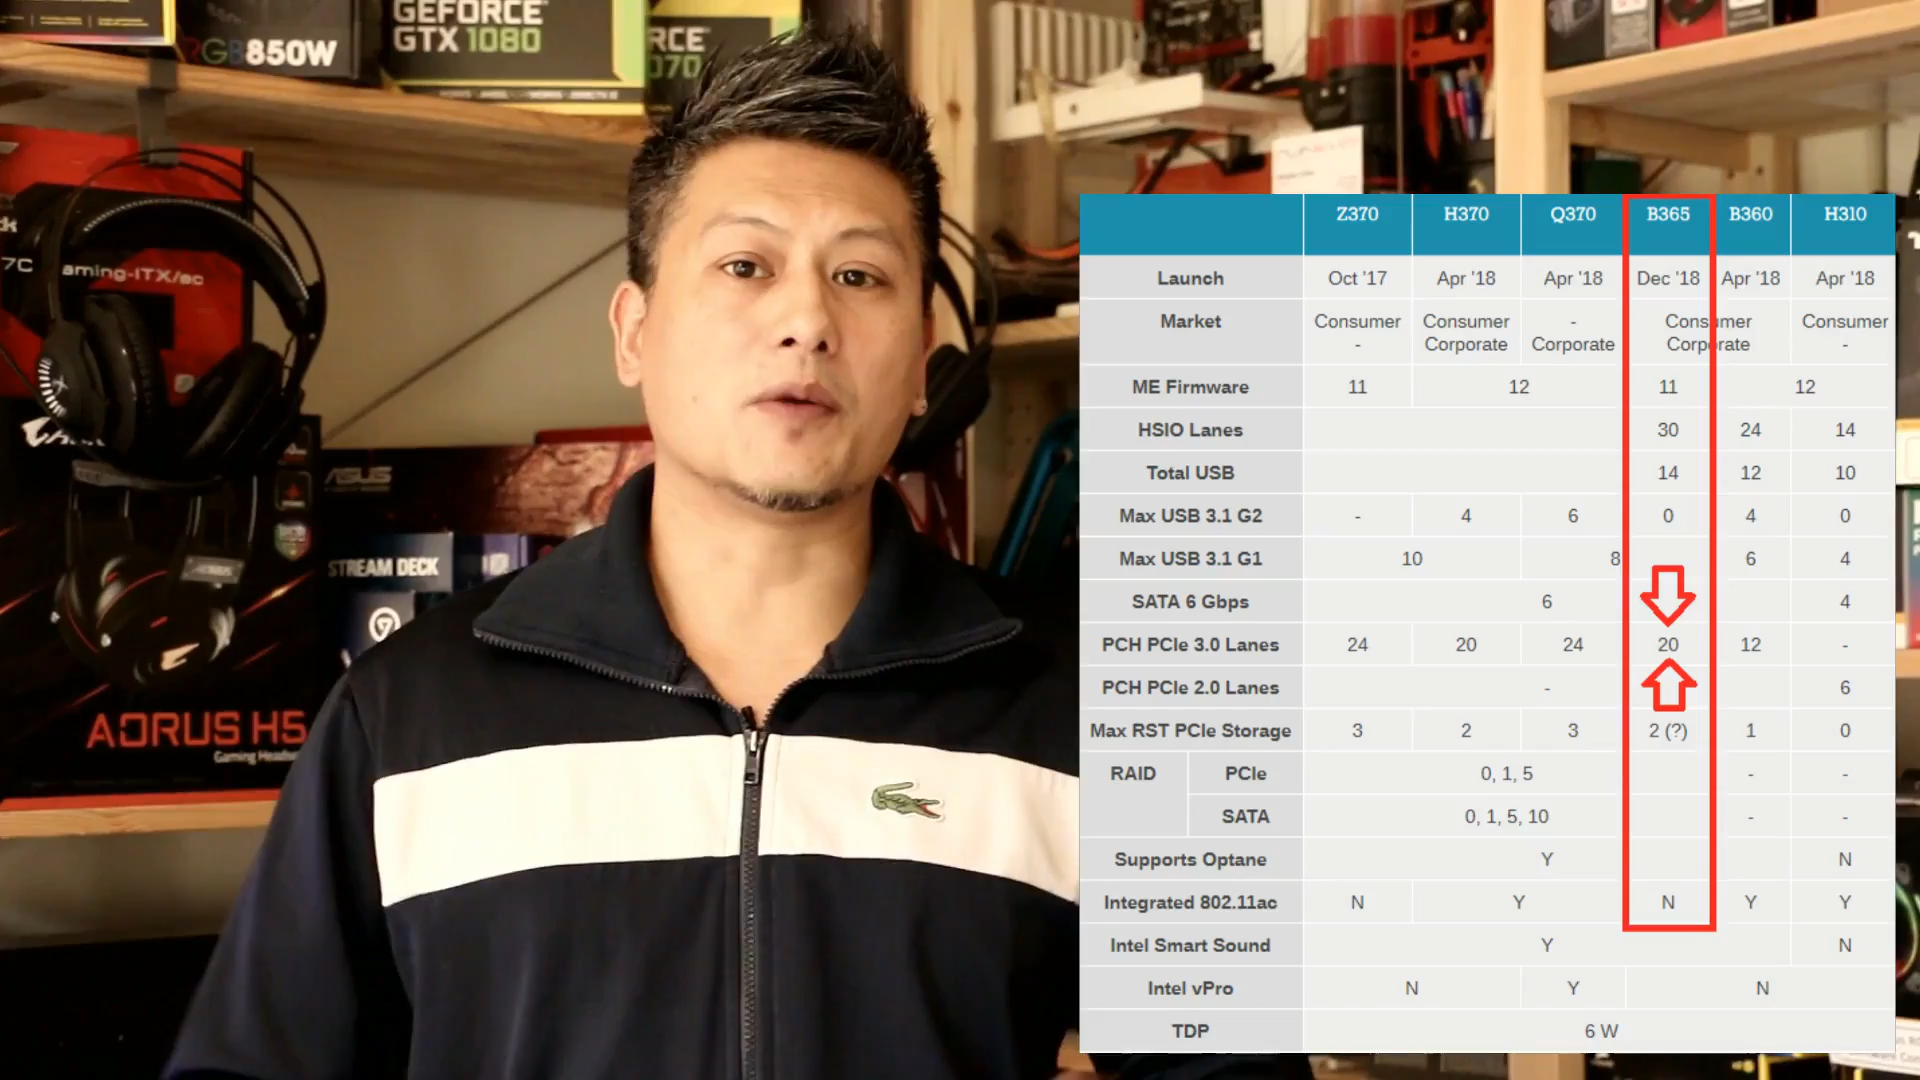 RGB 850W
GEFORCE
GTX 1080
RCE
070
7C
aming-ITX/ac
ASUS
STREAM DECK
AORUS H5
Gaming Heads
Z370 H370 Q370 B365 B360 H310
Launch Oct '17 Apr '18 Apr '18 Dec '18 Apr '18 Apr '18
Market Consumer Consumer - Consumer Consumer
- Corporate Corporate Corporate -
ME Firmware 11 12 11 12
HSIO Lanes 30 24 14
Total USB 14 12 10
Max USB 3.1 G2 - 4 6 0 4 0
Max USB 3.1 G1 10 8 6 4
SATA 6 Gbps 6 4
PCH PCIe 3.0 Lanes 24 20 24 20 12 -
PCH PCIe 2.0 Lanes - 6
Max RST PCIe Storage 3 2 3 2 (?) 1 0
RAID PCIe 0, 1, 5 - -
SATA 0, 1, 5, 10 - -
Supports Optane Y N
Integrated 802.11ac N Y N Y Y
Intel Smart Sound Y N
Intel vPro N Y N
TDP 6 W